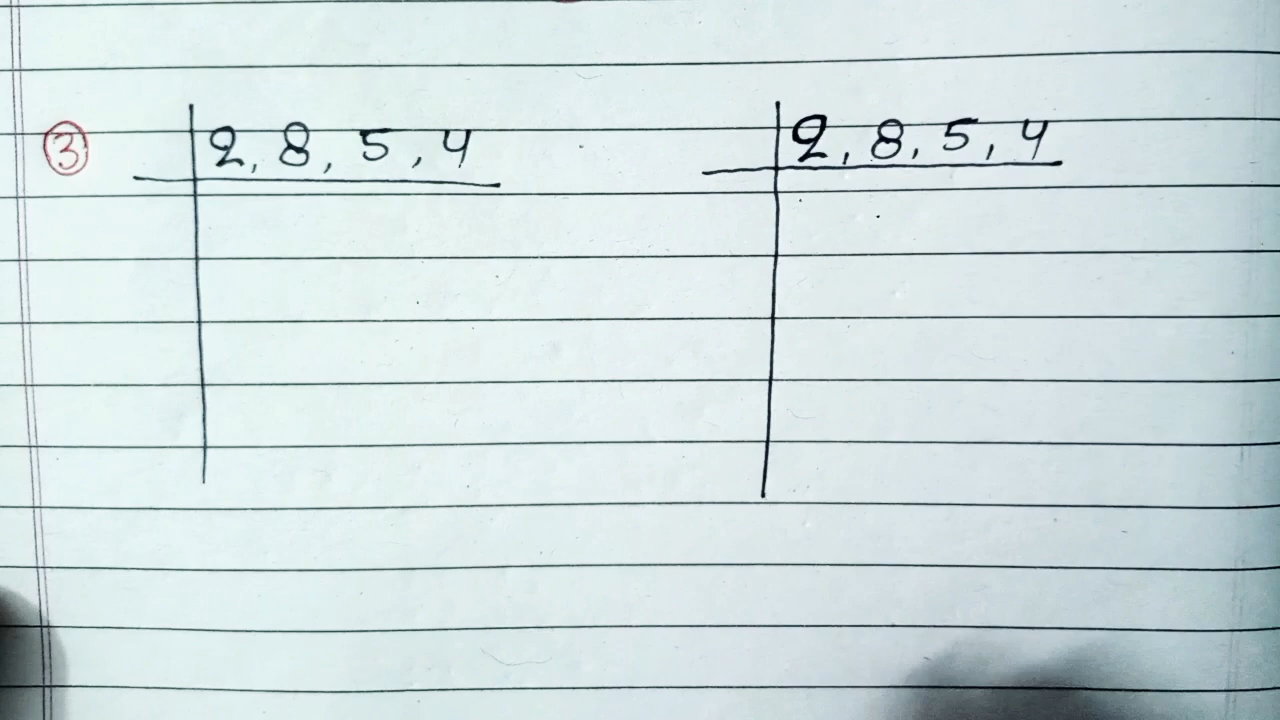 ③ 2, 8, 5, 4 2, 8, 5, 4